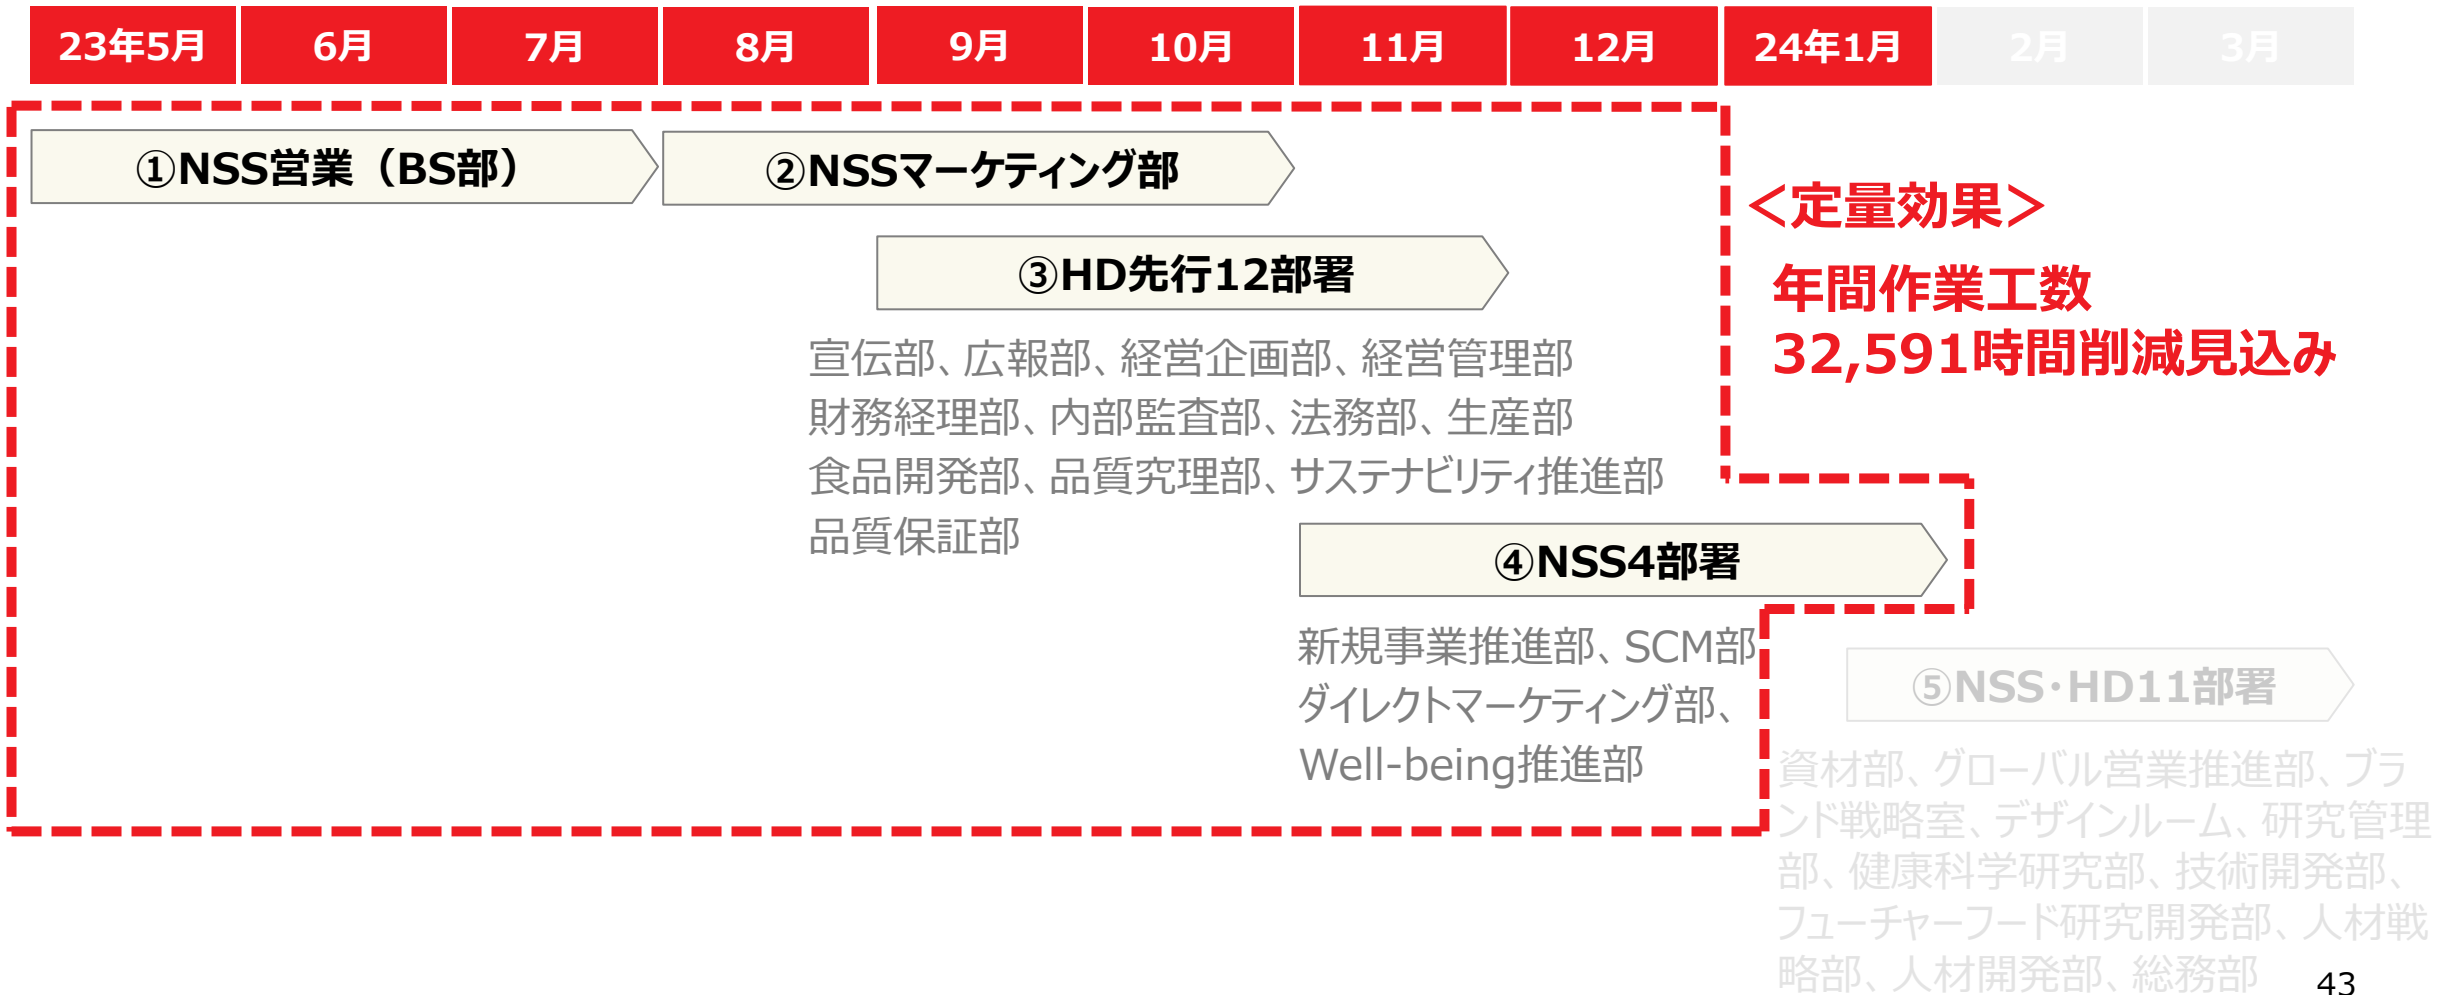 23年5月 6月 7月 8月 9月 10月 11月 12月 24年1月 2月 3月
①NSS営業（BS部）
②NSSマーケティング部
＜定量効果＞
年間作業工数
32,591時間削減見込み
③HD先行12部署
宣伝部、広報部、経営企画部、経営管理部
財務経理部、内部監査部、法務部、生産部
食品開発部、品質究理部、サステナビリティ推進部
品質保証部
④NSS4部署
新規事業推進部、SCM部
ダイレクトマーケティング部、
Well-being推進部
⑤NSS・HD11部署
資材部、グローバル営業推進部、ブラ
ンド戦略室、デザインルーム、研究管理
部、健康科学研究部、技術開発部、
フューチャーフード研究開発部、人材戦
略部、人材開発部、総務部
43